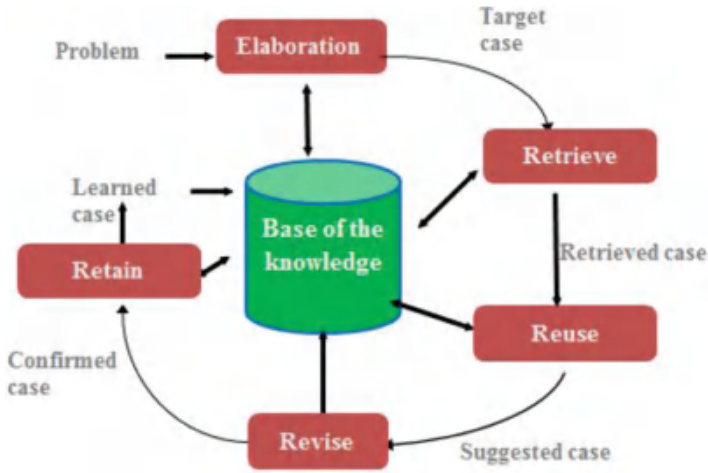 Problem
Elaboration
Target
case
Retrieve
Learned
case
Base of the
knowledge
Retain
Retrieved case
Reuse
Confirmed
case
Revise
Suggested case